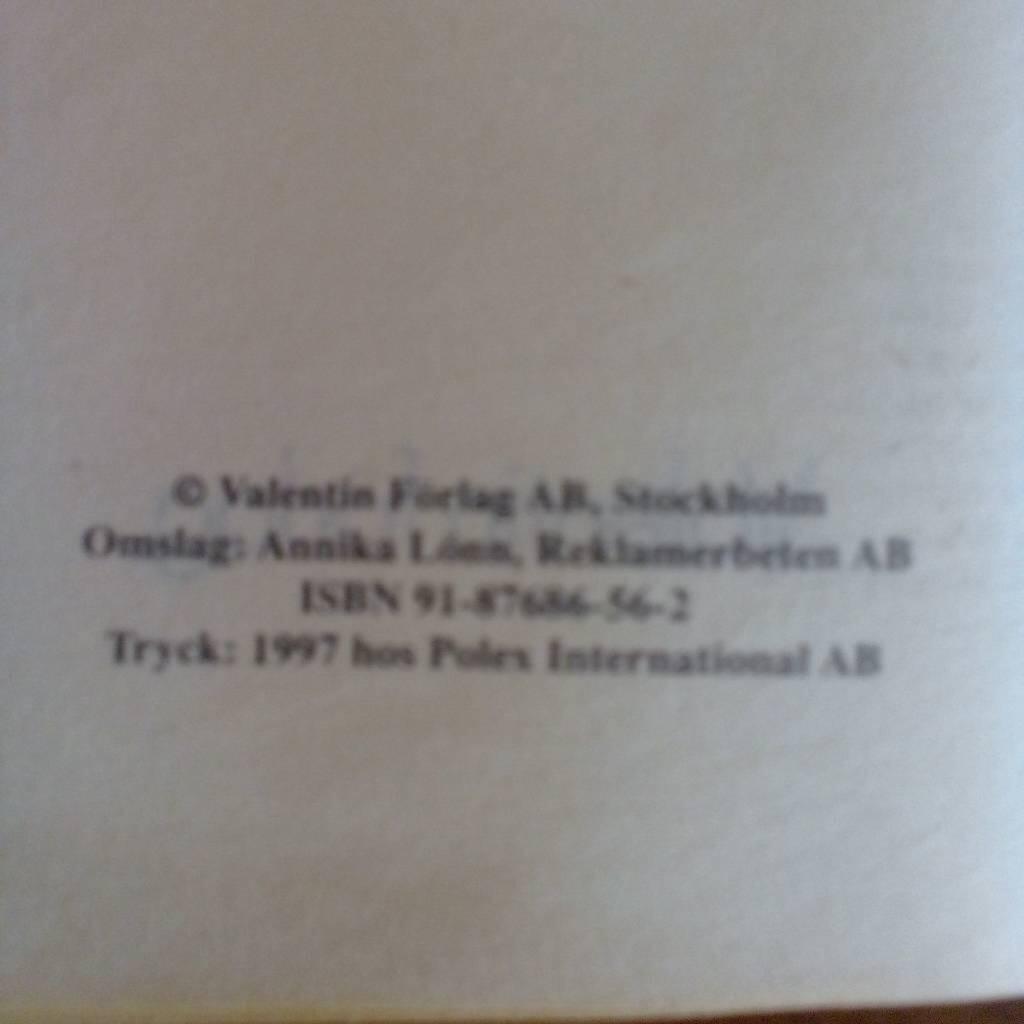 © Valentin Förlag AB, Stockholm
Omslag: Annika Lönn, Reklamerbeten AB
ISBN 91-87686-56-2
Tryck: 1997 hos Polex International AB